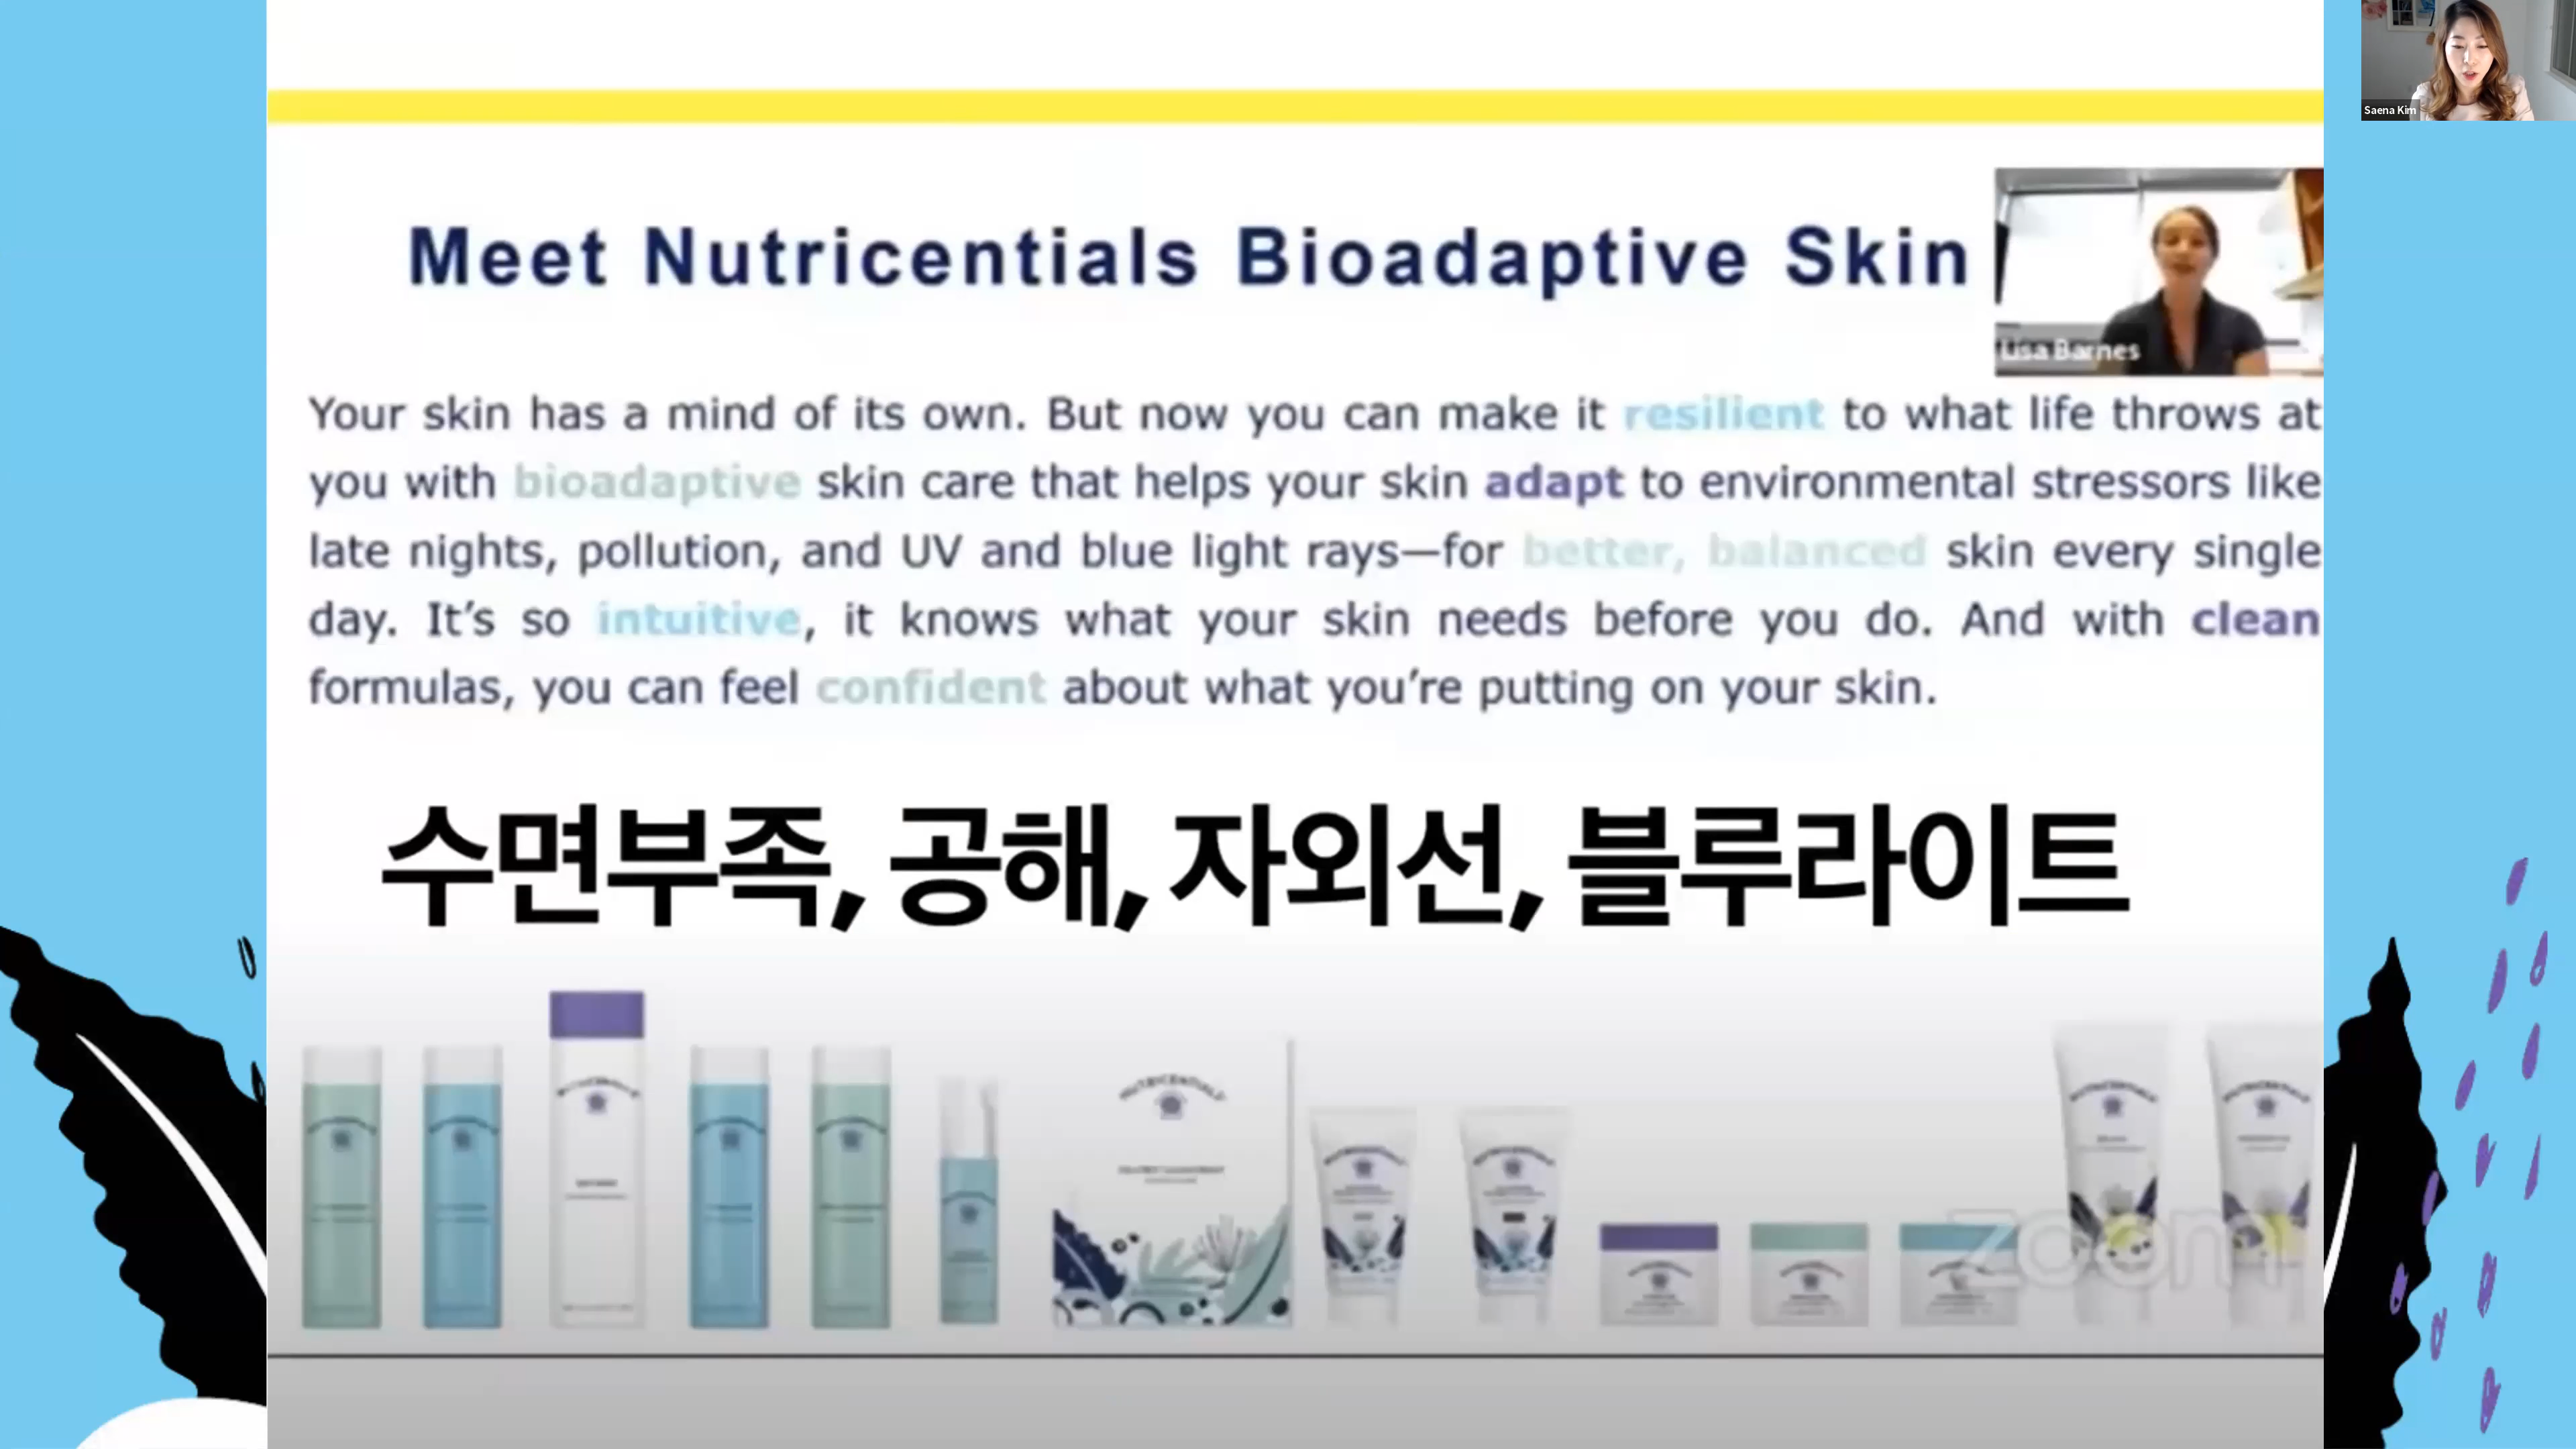 Saena Kim
Meet Nutricentials Bioadaptive Skin
Lisa Barnes
Your skin has a mind of its own. But now you can make it resilient to what life throws at
you with bioadaptive skin care that helps your skin adapt to environmental stressors like
late nights, pollution, and UV and blue light rays—for better, balanced skin every single
day. It’s so intuitive, it knows what your skin needs before you do. And with clean
formulas, you can feel confident about what you’re putting on your skin.
수면부족, 공해, 자외선, 블루라이트
NUTRICENTIALS
zoom